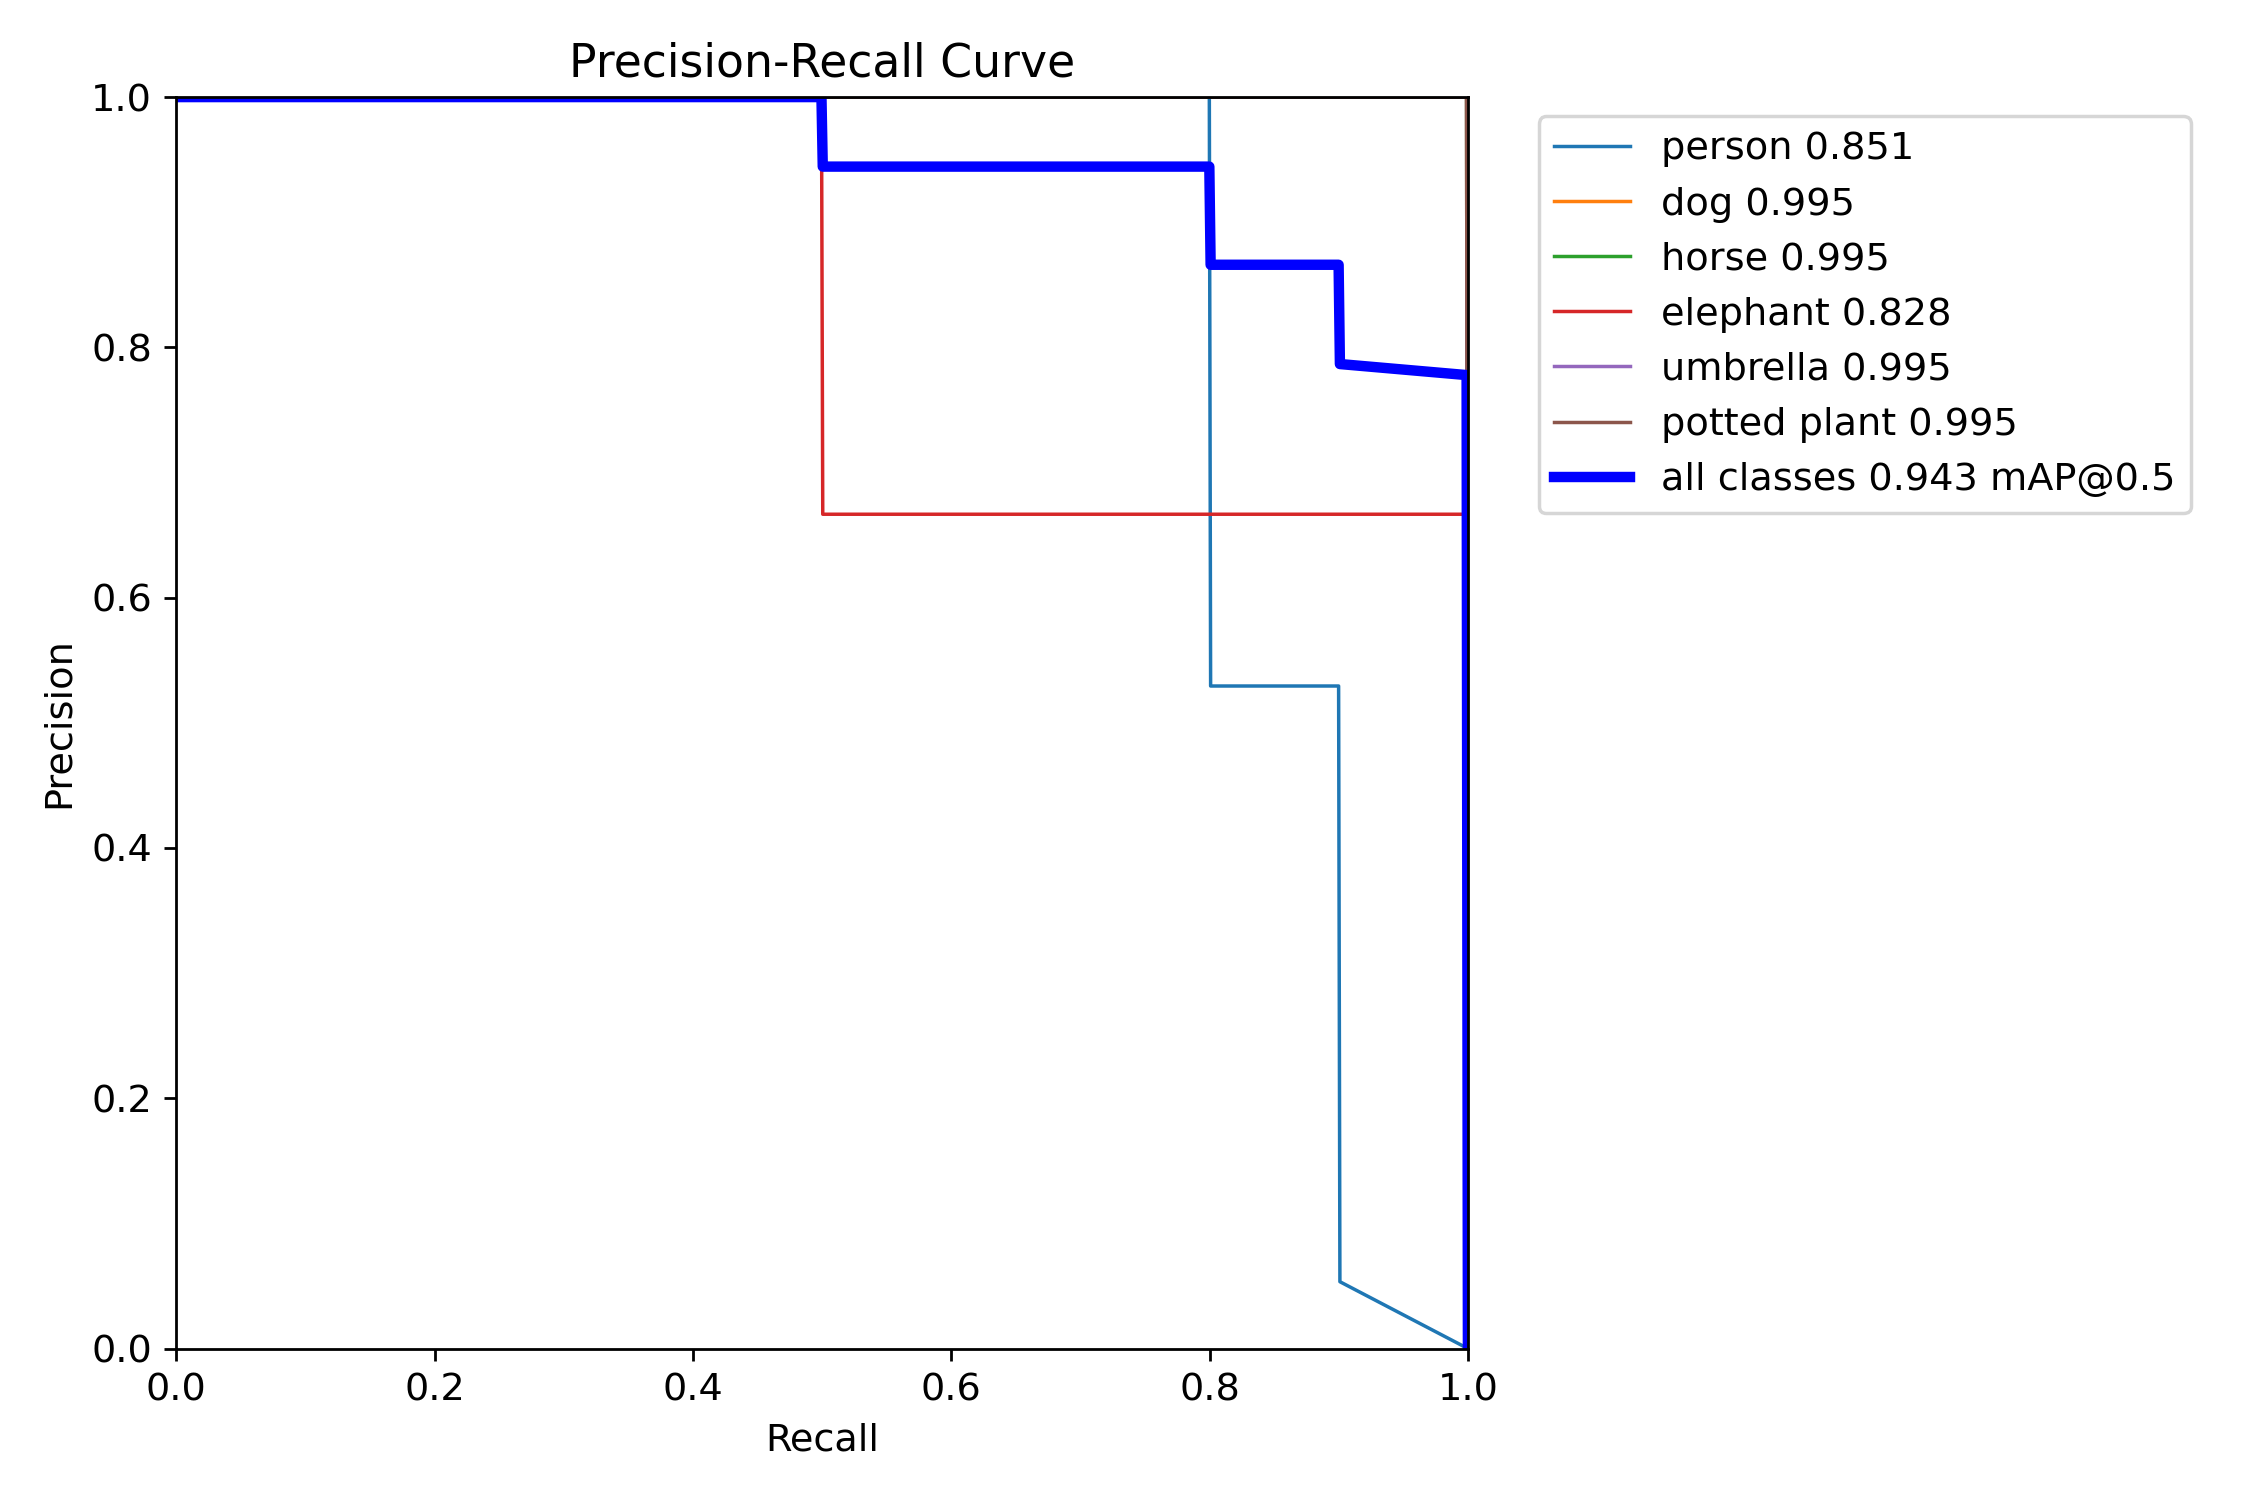 Precision-Recall Curve
1.0
0.8
0.6
0.4
0.2
0.0
Precision
0.0 0.2 0.4 0.6 0.8 1.0
Recall
person 0.851
dog 0.995
horse 0.995
elephant 0.828
umbrella 0.995
potted plant 0.995
all classes 0.943 mAP@0.5